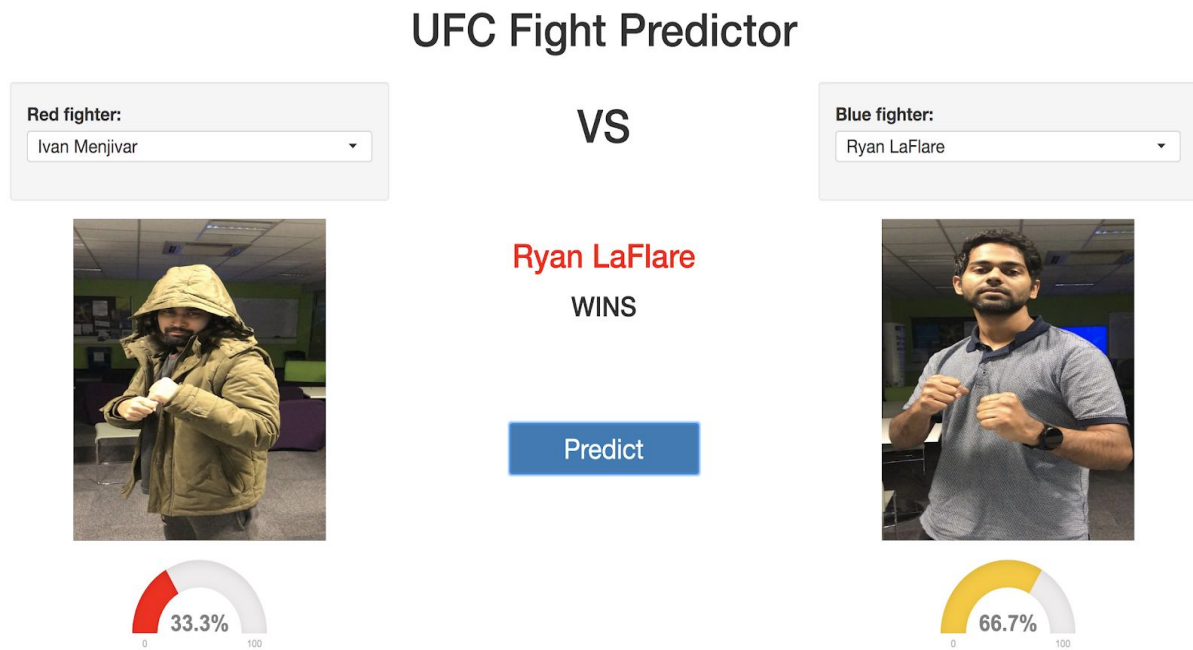 UFC Fight Predictor
Red fighter:
Ivan Menjivar
VS
Blue fighter:
Ryan LaFlare
Ryan LaFlare
WINS
Predict
33.3%
0 100
66.7%
0 100